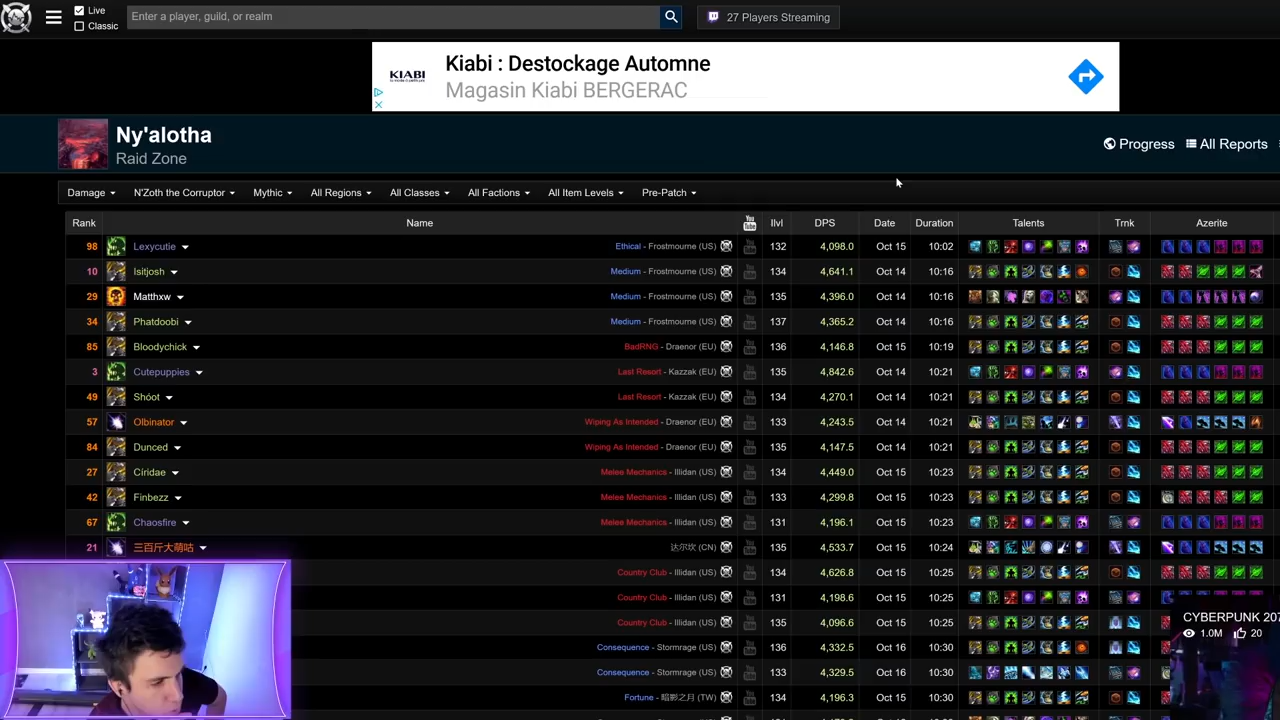 Live
Classic
Enter a player, guild, or realm
27 Players Streaming
KIABI
Kiabi : Destockage Automne
Magasin Kiabi BERGERAC
Ny'alotha
Raid Zone
Progress
All Reports
Damage N'Zoth the Corruptor Mythic All Regions All Classes All Factions All Item Levels Pre-Patch
Rank Name You Tube Ilvl DPS Date Duration Talents Trnk Azerite
98 Lexycutie Ethical - Frostmourne (US) 132 4,098.0 Oct 15 10:02
10 Isitjosh Medium - Frostmourne (US) 134 4,641.1 Oct 14 10:16
29 Matthxw Medium - Frostmourne (US) 135 4,396.0 Oct 14 10:16
34 Phatdoobi Medium - Frostmourne (US) 137 4,365.2 Oct 14 10:16
85 Bloodychick BadRNG - Draenor (EU) 136 4,146.8 Oct 15 10:19
3 Cutepuppies Last Resort - Kazzak (EU) 135 4,842.6 Oct 14 10:21
49 Shóot Last Resort - Kazzak (EU) 134 4,270.1 Oct 14 10:21
57 Olbinator Wiping As Intended - Draenor (EU) 133 4,243.5 Oct 14 10:21
84 Dunced Wiping As Intended - Draenor (EU) 135 4,147.5 Oct 14 10:21
27 Círidae Melee Mechanics - Illidan (US) 134 4,449.0 Oct 15 10:23
42 Finbezz Melee Mechanics - Illidan (US) 133 4,299.8 Oct 15 10:23
67 Chaosfire Melee Mechanics - Illidan (US) 131 4,196.1 Oct 15 10:23
21 三百斤大萌咕 达尔坎 (CN) 135 4,533.7 Oct 15 10:24
Country Club - Illidan (US) 134 4,626.8 Oct 15 10:25
Country Club - Illidan (US) 131 4,198.6 Oct 15 10:25
Country Club - Illidan (US) 135 4,096.6 Oct 15 10:25
Consequence - Stormrage (US) 136 4,332.5 Oct 16 10:30
Consequence - Stormrage (US) 133 4,329.5 Oct 16 10:30
Fortune - 暗影之月 (TW) 134 4,196.3 Oct 15 10:30
CYBERPUNK 207
1.0M 20